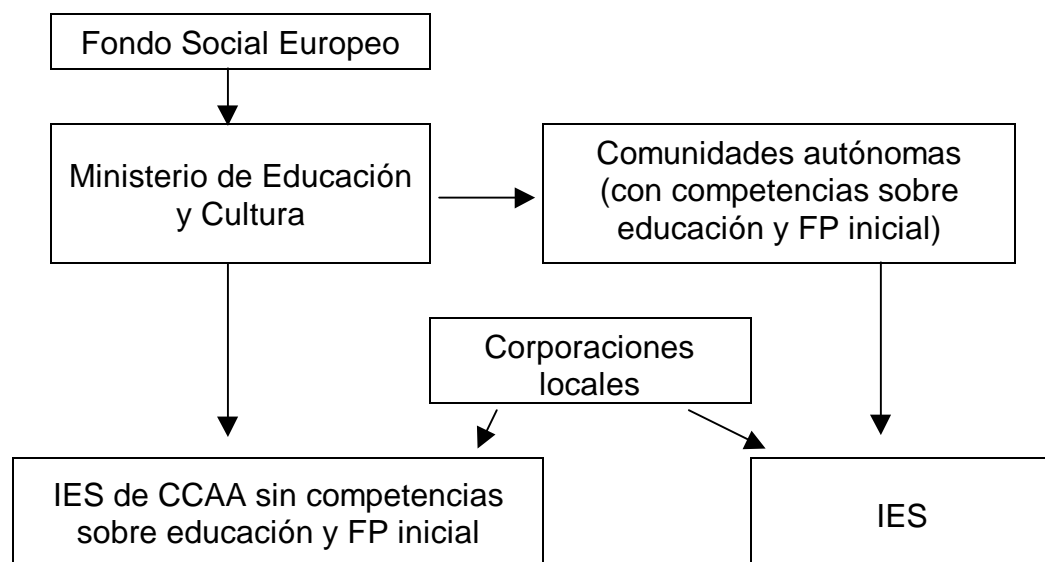 Fondo Social Europeo
Ministerio de Educación
y Cultura
Comunidades autónomas
(con competencias sobre
educación y FP inicial)
Corporaciones
locales
IES de CCAA sin competencias
sobre educación y FP inicial
IES